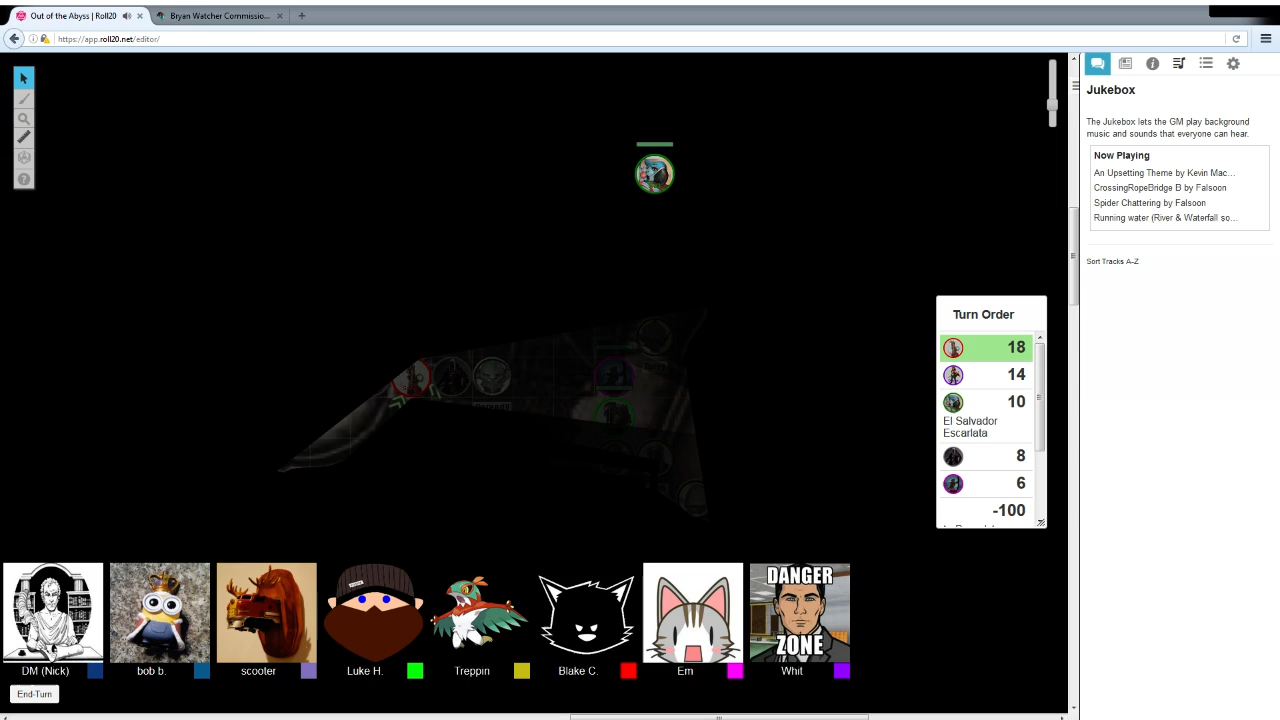 Out of the Abyss | Roll20
Bryan Watcher Commissio...
https://app.roll20.net/editor/
Jukebox
The Jukebox lets the GM play background
music and sounds that everyone can hear.
Now Playing
An Upsetting Theme by Kevin Mac...
CrossingRopeBridge B by Falsoon
Spider Chattering by Falsoon
Running water (River & Waterfall so...
Sort Tracks A-Z
Turn Order
18
14
10
El Salvador
Escarlata
8
6
-100
DANGER
ZONE
DM (Nick)
bob b.
scooter
Luke H.
Treppin
Blake C.
Em
Whit
End-Turn